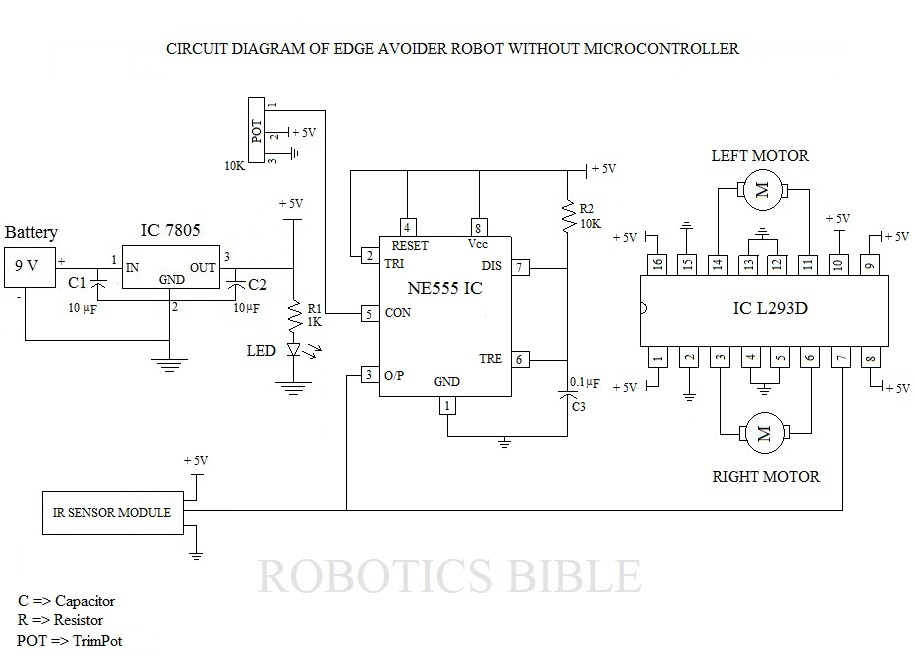 CIRCUIT DIAGRAM OF EDGE AVOIDER ROBOT WITHOUT MICROCONTROLLER
POT
1
2
3
+ 5V
10K
Battery
9 V
+
-
IC 7805
1
IN
OUT
3
GND
2
C1
10 µF
C2
10µF
+ 5V
R1
1K
LED
+ 5V
R2
10K
4
RESET
8
Vcc
2
TRI
DIS
7
NE555 IC
5
CON
TRE
6
3
O/P
GND
1
0.1µF
C3
LEFT MOTOR
M
+ 5V
+ 5V
+ 5V
16
15
14
13
12
11
10
9
IC L293D
1
2
3
4
5
6
7
8
+ 5V
+ 5V
M
RIGHT MOTOR
+ 5V
IR SENSOR MODULE
ROBOTICS BIBLE
C => Capacitor
R => Resistor
POT => TrimPot